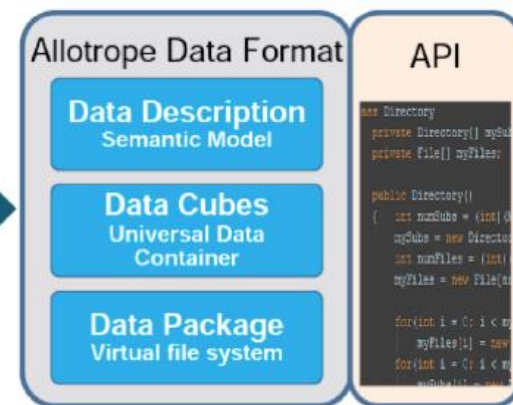 Allotrope Data Format
Data Description
Semantic Model
Data Cubes
Universal Data
Container
Data Package
Virtual file system
API
Directory
private Directory[]
private File[] myFiles;
public Directory()
{ int numSubs = (int)
mySubs = new
int numFiles = (int)
myFiles = new
for(int i = 0; i <
myFiles[i] = new
for(int i = 0; i <